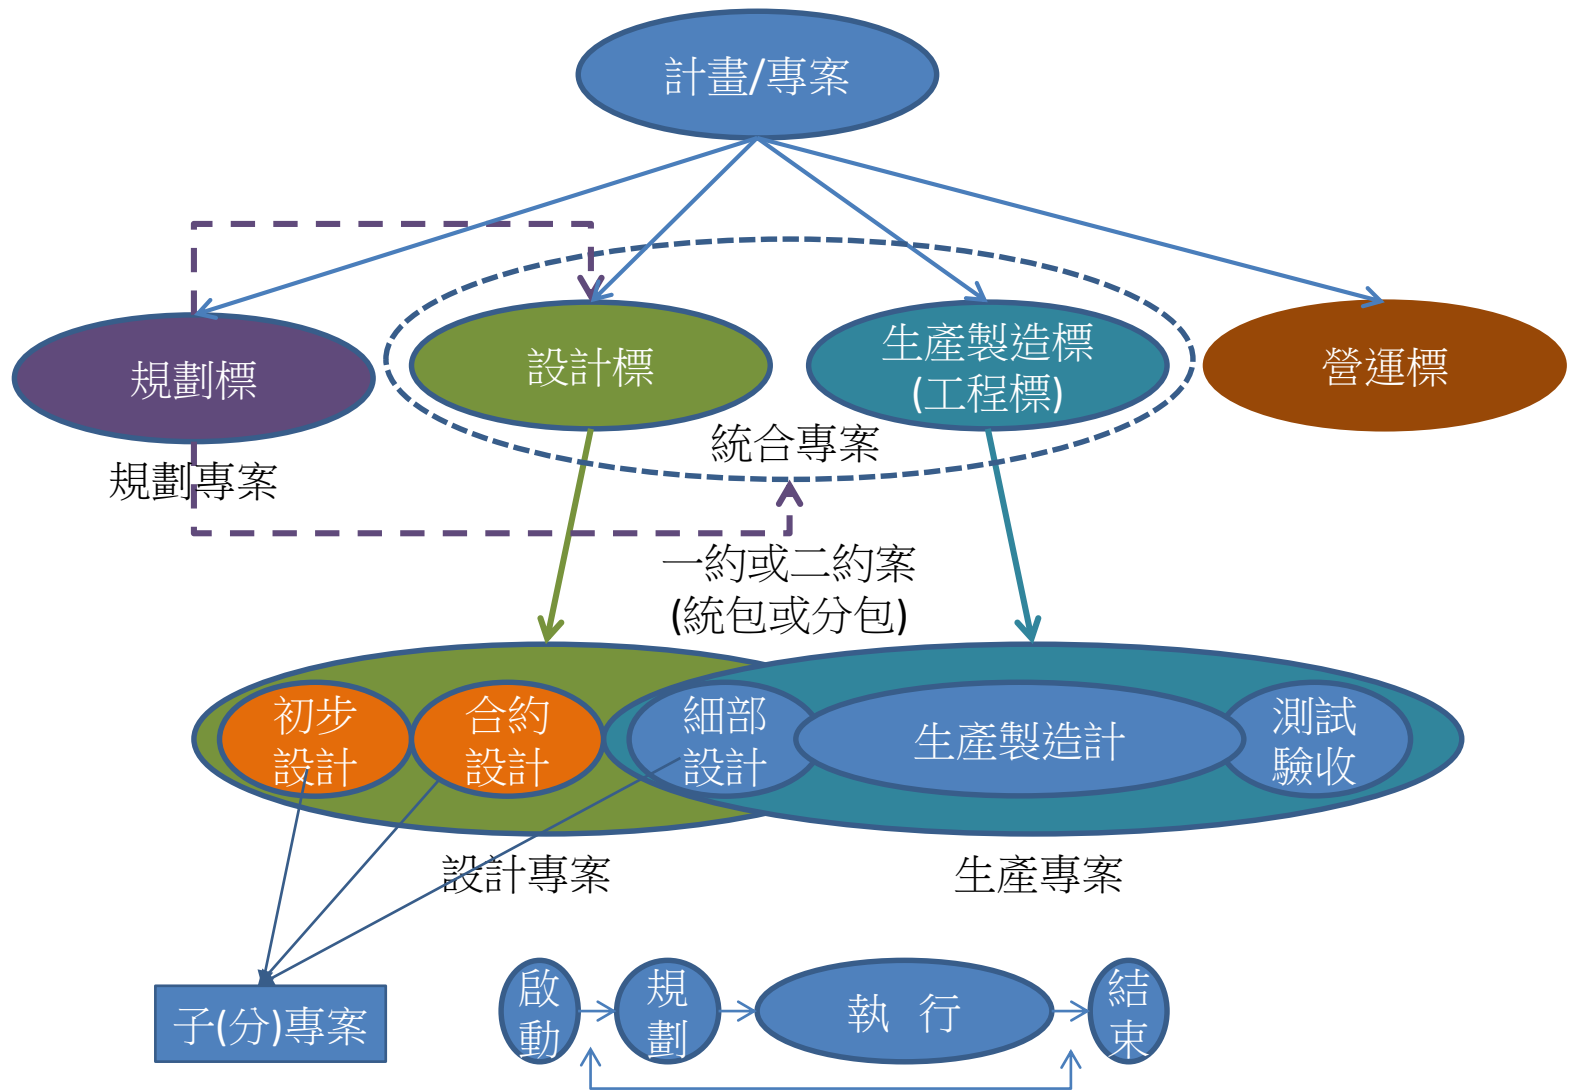 計畫/專案
規劃標
設計標
生產製造標
(工程標)
營運標
統合專案
規劃專案
一約或二約案
(統包或分包)
初步
設計
合約
設計
細部
設計
生產製造計
測試
驗收
設計專案
生產專案
子(分)專案
啟
動
規
劃
執 行
結
束